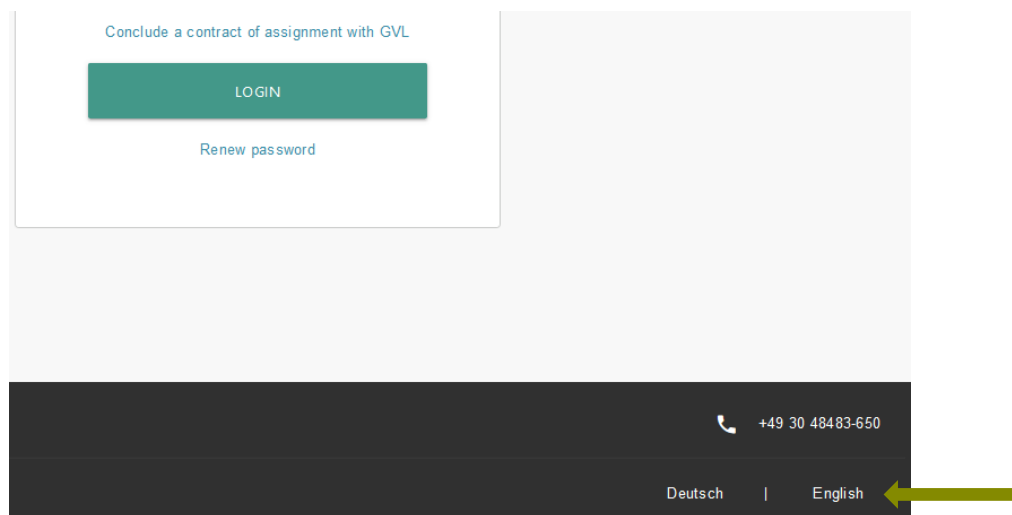 Conclude a contract of assignment with GVL
LOGIN
Renew password
+49 30 48483-650
Deutsch | English